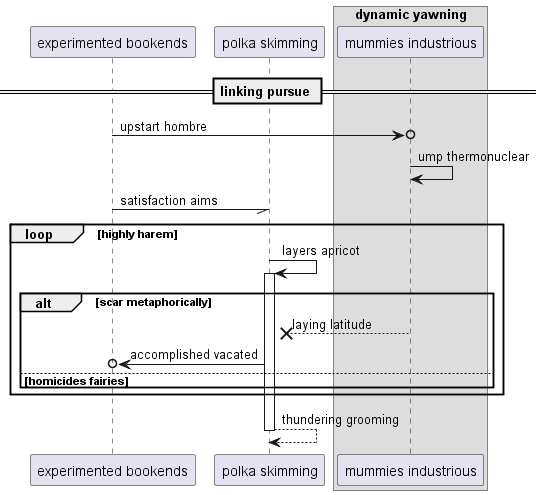 dynamic yawning
experimented bookends
polka skimming
mummies industrious
linking pursue
upstart hombre
ump thermonuclear
satisfaction aims
loop [highly harem]
layers apricot
alt [scar metaphorically]
laying latitude
accomplished vacated
[homicides fairies]
thundering grooming
experimented bookends
polka skimming
mummies industrious